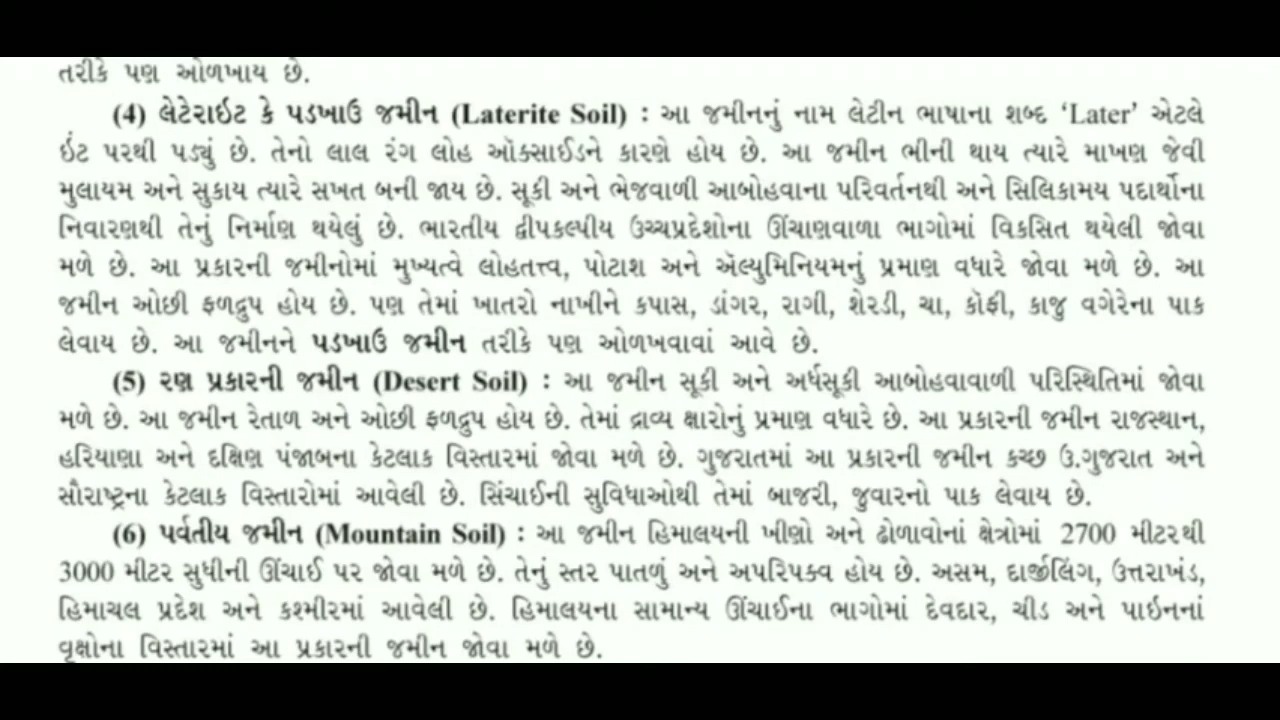 તરીકે પણ ઓળખાય છે.
(4) લેટેરાઇટ કે પડખાઉ જમીન (Laterite Soil) : આ જમીનનું નામ લેટીન ભાષાના શબ્દ ‘Later’ એટલે
ઇંટ પરથી પડ્યું છે. તેનો લાલ રંગ લોહ ઑક્સાઈડને કારણે હોય છે. આ જમીન ભીની થાય ત્યારે માખણ જેવી
મુલાયમ અને સુકાય ત્યારે સખત બની જાય છે. સૂકી અને ભેજવાળી આબોહવાના પરિવર્તનથી અને સિલિકામય પદાર્થોના
નિવારણથી તેનું નિર્માણ થયેલું છે. ભારતીય દ્વીપકલ્પીય ઉચ્ચપ્રદેશોના ઊંચાણવાળા ભાગોમાં વિકસિત થયેલી જોવા
મળે છે. આ પ્રકારની જમીનોમાં મુખ્યત્વે લોહતત્ત્વ, પોટાશ અને ઍલ્યુમિનિયમનું પ્રમાણ વધારે જોવા મળે છે. આ
જમીન ઓછી ફળદ્રુપ હોય છે. પણ તેમાં ખાતરો નાખીને કપાસ, ડાંગર, રાગી, શેરડી, ચા, કૉફી, કાજુ વગેરેના પાક
લેવાય છે. આ જમીનને પડખાઉ જમીન તરીકે પણ ઓળખવાવાં આવે છે.
(5) રણ પ્રકારની જમીન (Desert Soil) : આ જમીન સૂકી અને અર્ધસૂકી આબોહવાવાળી પરિસ્થિતિમાં જોવા
મળે છે. આ જમીન રેતાળ અને ઓછી ફળદ્રુપ હોય છે. તેમાં દ્રાવ્ય ક્ષારોનું પ્રમાણ વધારે છે. આ પ્રકારની જમીન રાજસ્થાન,
હરિયાણા અને દક્ષિણ પંજાબના કેટલાક વિસ્તારમાં જોવા મળે છે. ગુજરાતમાં આ પ્રકારની જમીન કચ્છ ઉ.ગુજરાત અને
સૌરાષ્ટ્રના કેટલાક વિસ્તારોમાં આવેલી છે. સિંચાઈની સુવિધાઓથી તેમાં બાજરી, જુવારનો પાક લેવાય છે.
(6) પર્વતીય જમીન (Mountain Soil) : આ જમીન હિમાલયની ખીણો અને ઢોળાવોનાં ક્ષેત્રોમાં 2700 મીટરથી
3000 મીટર સુધીની ઊંચાઈ પર જોવા મળે છે. તેનું સ્તર પાતળું અને અપરિપક્વ હોય છે. અસમ, દાર્જીલિંગ, ઉત્તરાખંડ,
હિમાચલ પ્રદેશ અને કશ્મીરમાં આવેલી છે. હિમાલયના સામાન્ય ઊંચાઈના ભાગોમાં દેવદાર, ચીડ અને પાઇનનાં
વૃક્ષોના વિસ્તારમાં આ પ્રકારની જમીન જોવા મળે છે.